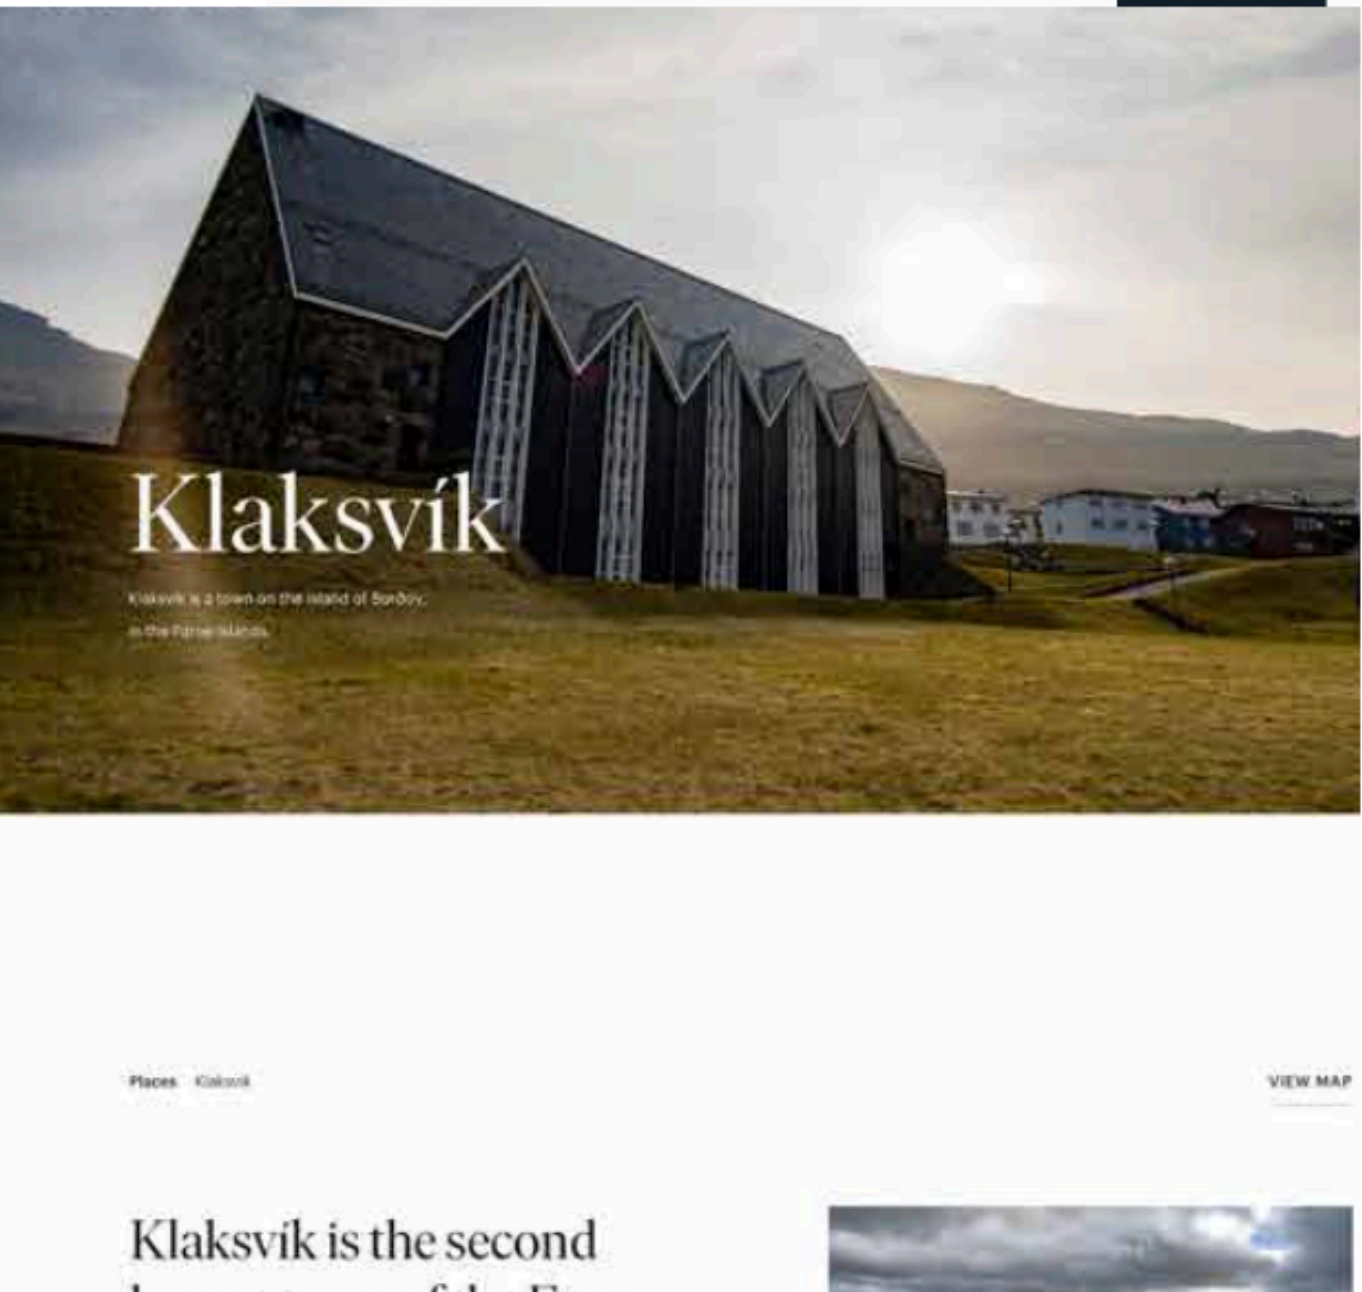 Klaksvík
Klaksvík is a town on the island of Borðoy,
in the Faroe Islands.
Places Klaksvík
VIEW MAP
Klaksvík is the second